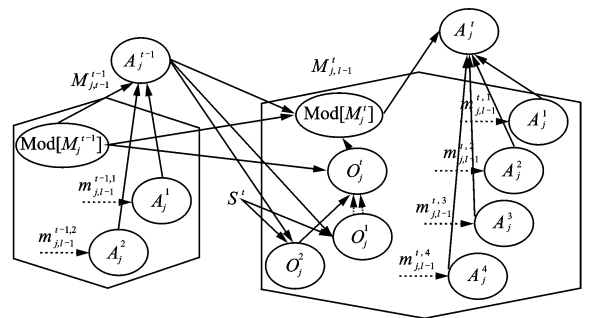 A_j^t
A_j^{t-1}
M_{j,t-1}^{t-1}
M_{j,l-1}^t
Mod[M_j^t]
m_{j,l-1}^{t,1}
A_j^1
Mod[M_j^{t-1}]
m_{j,l-1}^{t,2}
A_j^2
O_j^t
m_{j,l-1}^{t-1,1}
A_j^1
S^t
m_{j,l-1}^{t,3}
A_j^3
m_{j,l-1}^{t-1,2}
A_j^2
O_j^1
O_j^2
m_{j,l-1}^{t,4}
A_j^4